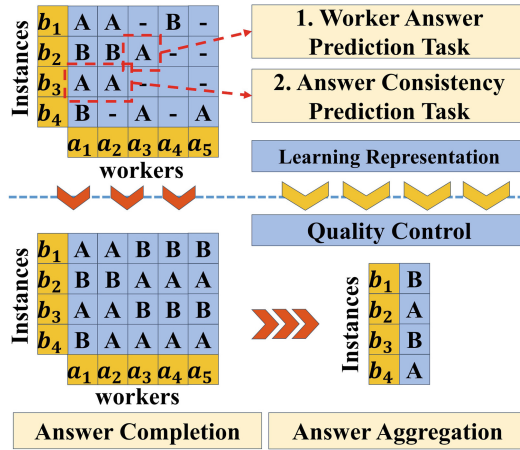 Instances
b1 A A - B -
b2 B B A - -
b3 A A - - -
b4 B - A - A
a1 a2 a3 a4 a5
workers
1. Worker Answer
Prediction Task
2. Answer Consistency
Prediction Task
Learning Representation
Quality Control
Instances
b1 A A B B B
b2 B B A A A
b3 A A B B B
b4 B A A A A
a1 a2 a3 a4 a5
workers
Instances
b1 B
b2 A
b3 B
b4 A
Answer Completion
Answer Aggregation